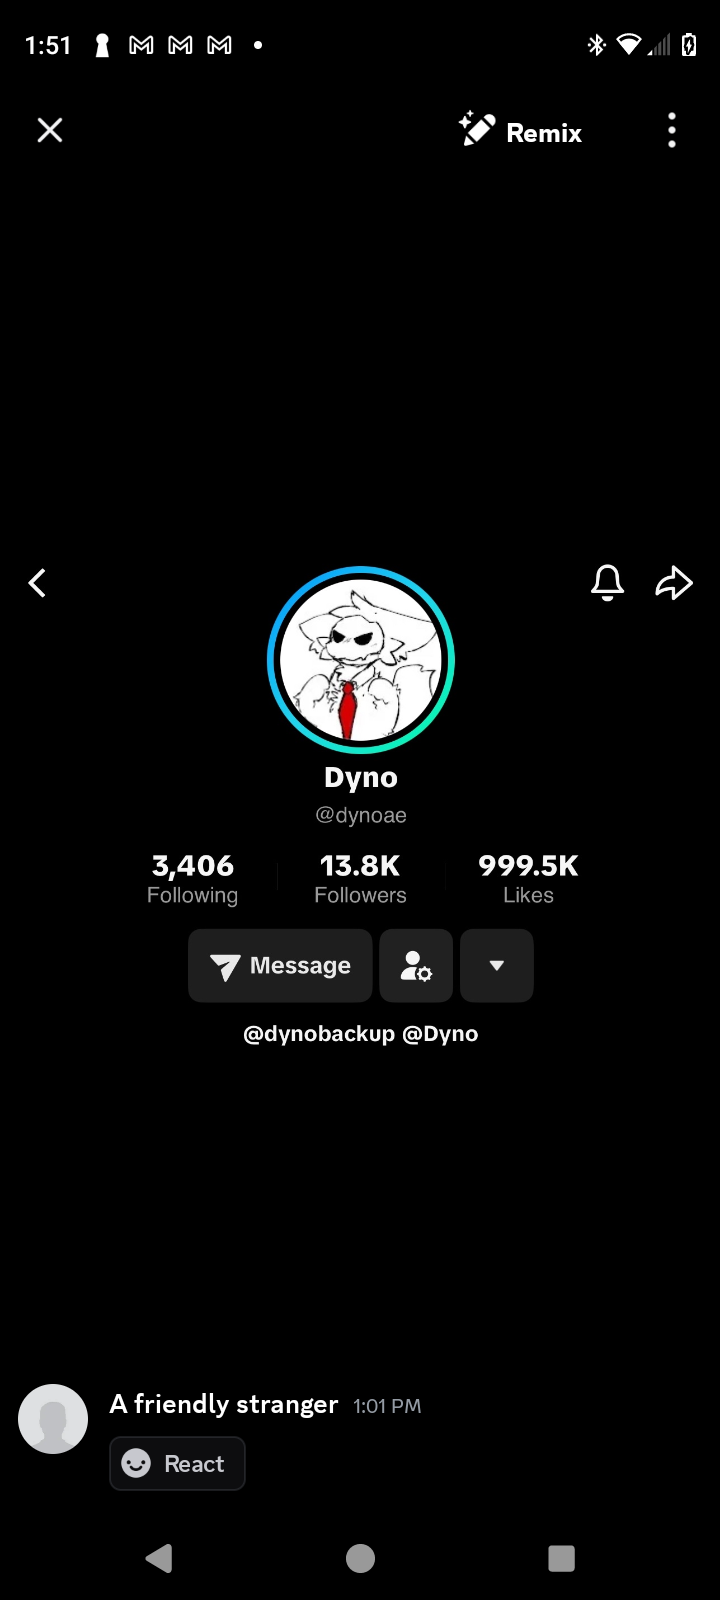 1:51
Remix
Dyno
@dynoae
3,406 13.8K 999.5K
Following Followers Likes
Message
@dynobackup @Dyno
A friendly stranger 1:01 PM
React